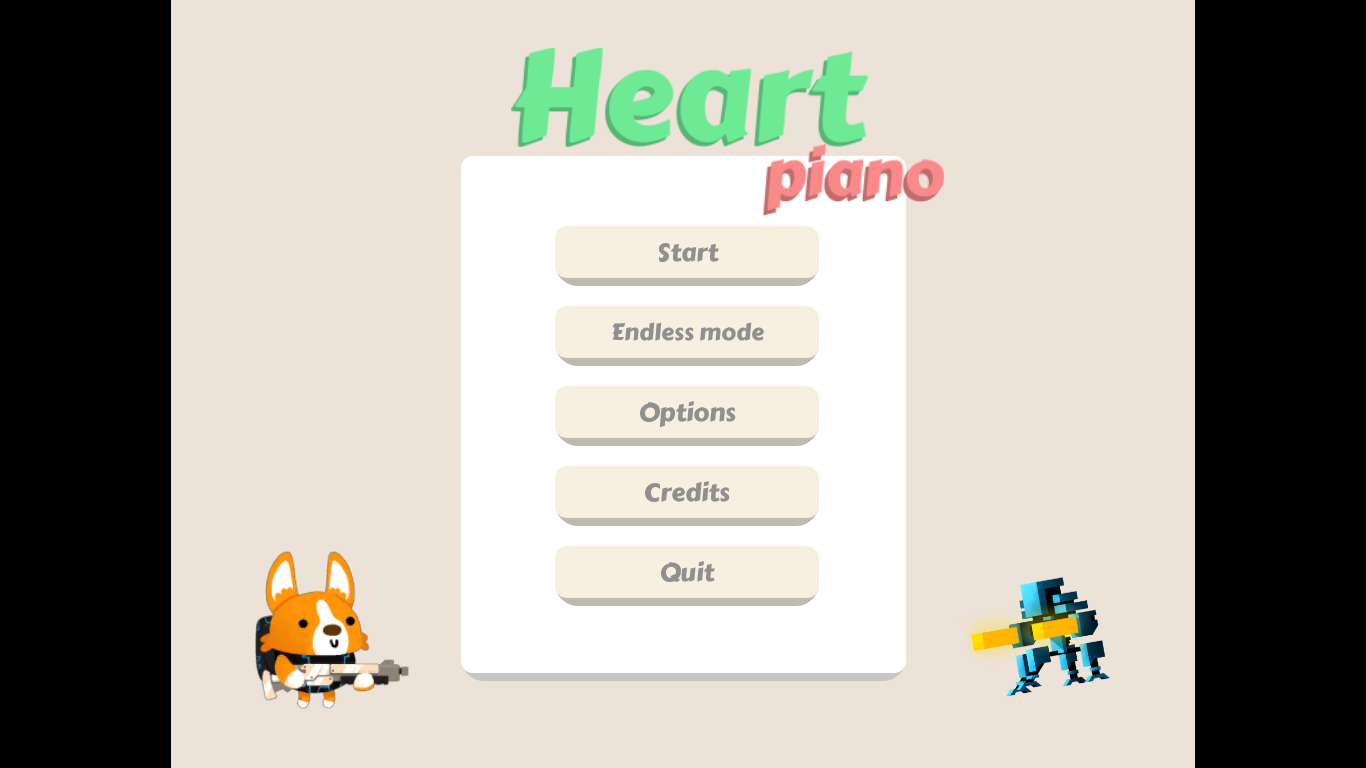 Heart
piano
Start
Endless mode
Options
Credits
Quit